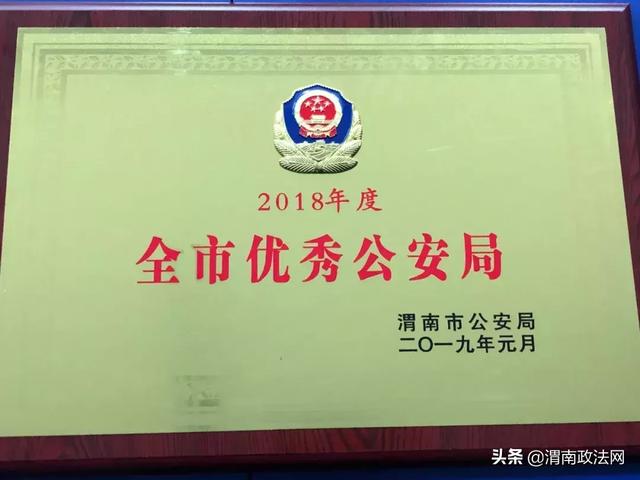 2018年度
全市优秀公安局
渭南市公安局
二〇一九年元月
头条@渭南政法网